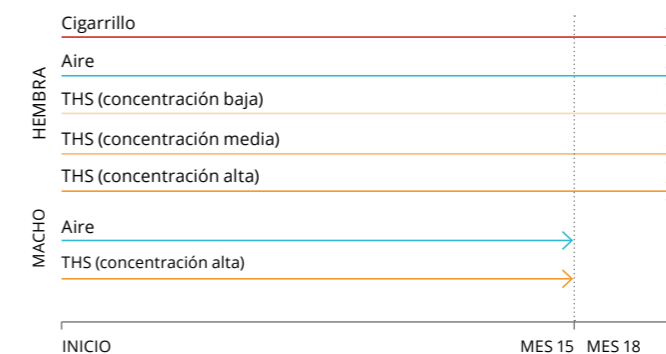 Cigarrillo
Aire
THS (concentración baja)
THS (concentración media)
THS (concentración alta)
HEMBRA
Aire
THS (concentración alta)
MACHO
INICIO
MES 15
MES 18